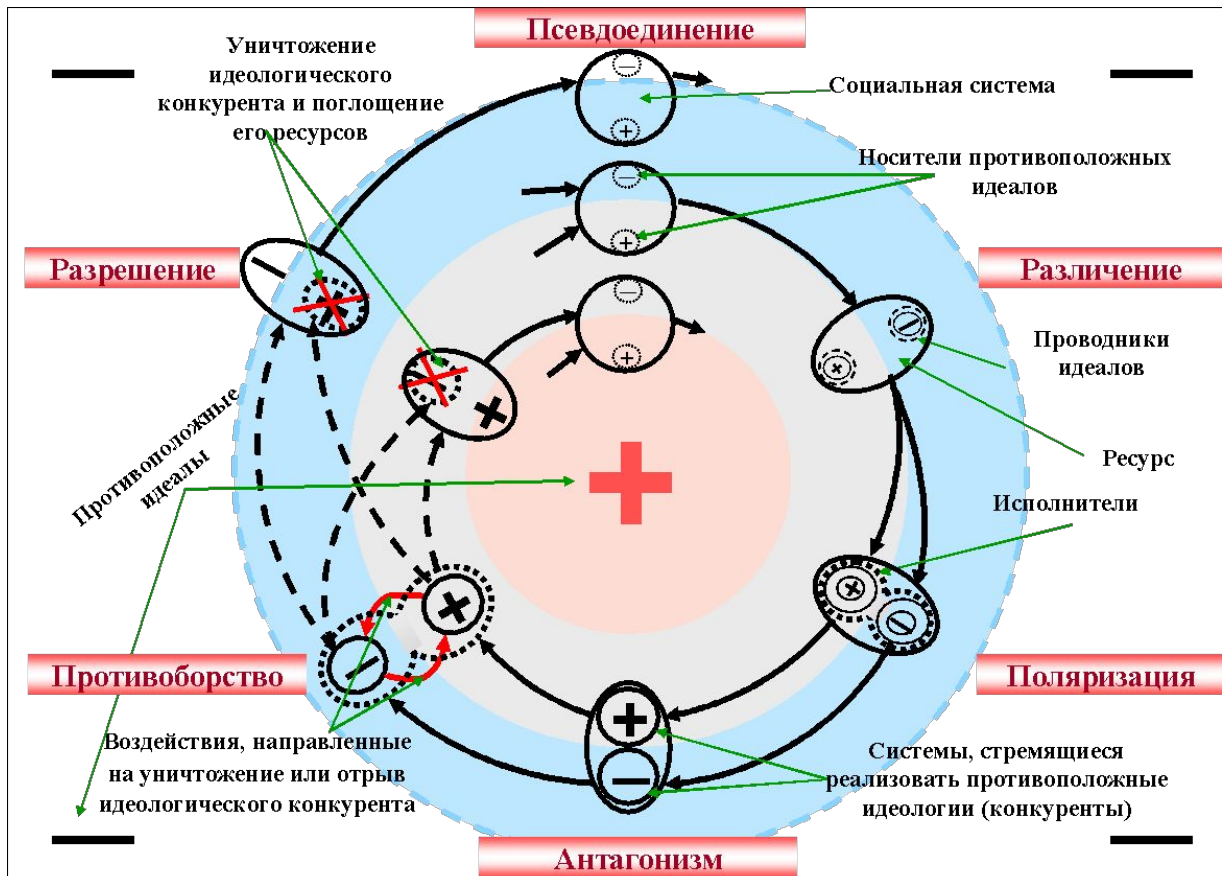 Псевдоединение
Уничтожение
идеологического
конкурента и поглощение
его ресурсов
Социальная система
Носители противоположных
идеалов
Разрешение
Различение
Проводники
идеалов
Противоположные
идеалы
Ресурс
Исполнители
Противоборство
Поляризация
Воздействия, направленные
на уничтожение или отрыв
идеологического конкурента
Системы, стремящиеся
реализовать противоположные
идеологии (конкуренты)
Антагонизм